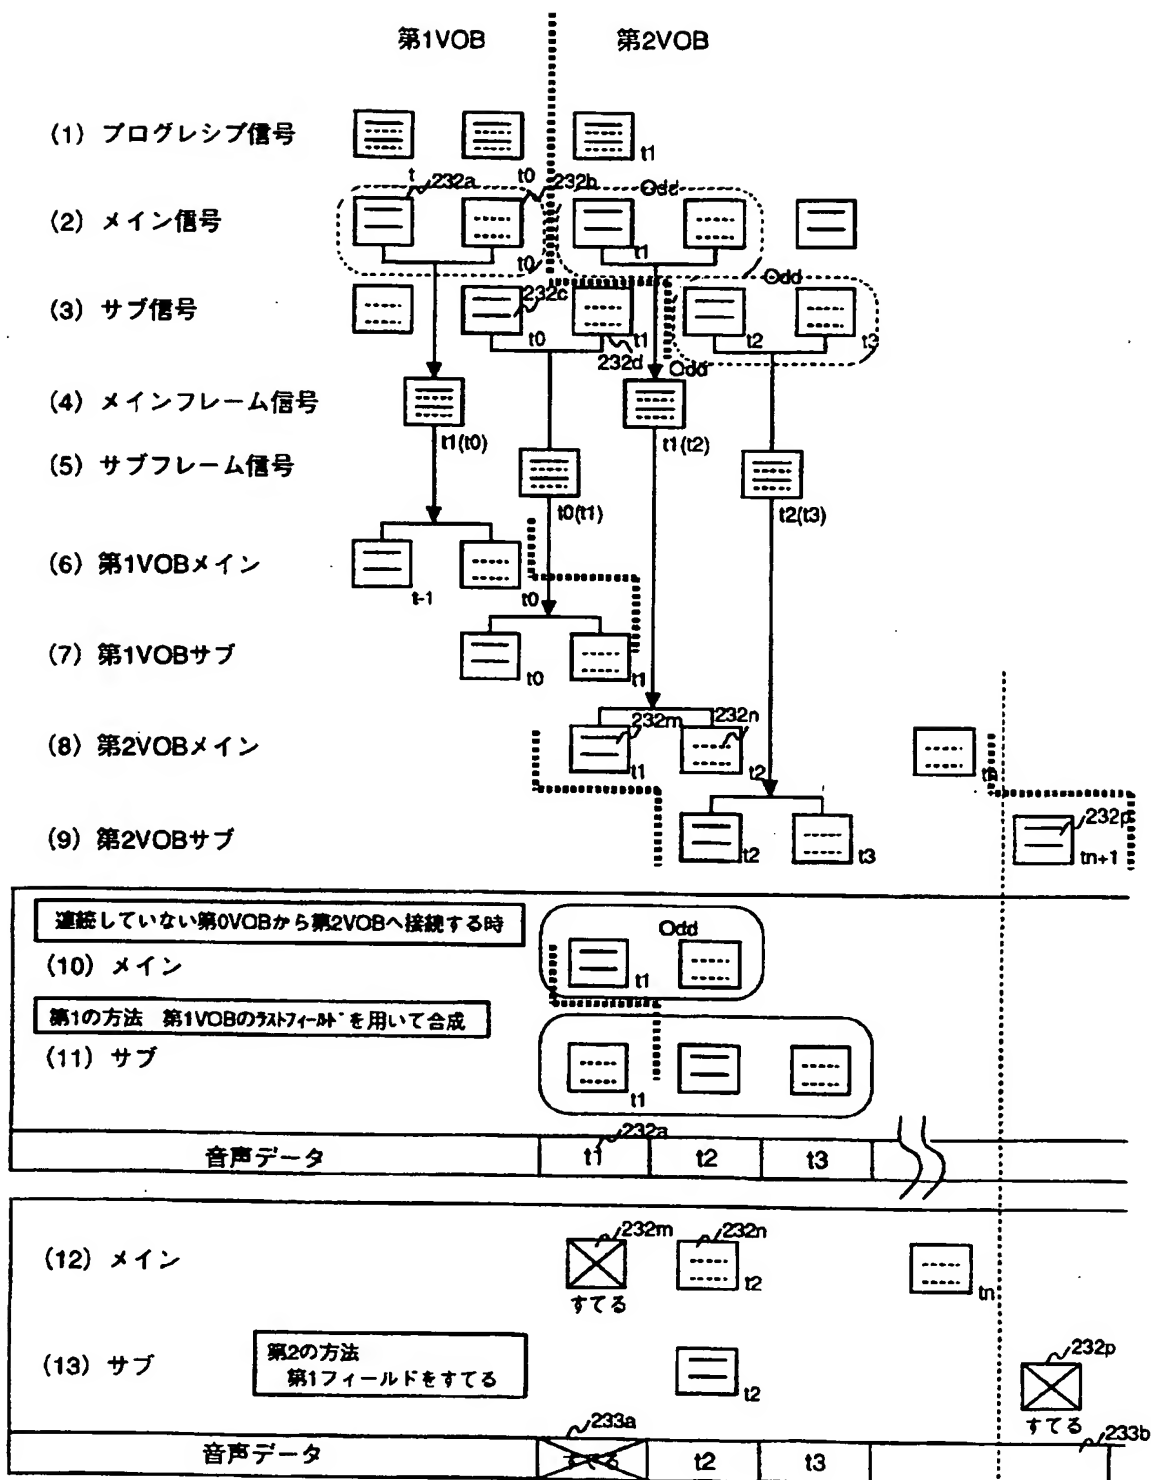 第1VOB 第2VOB
(1) プログレシブ信号
t1
t 232a t0 232b Odd
(2) メイン信号
t0 t1
Odd
(3) サブ信号
232c
t0 t1 t2 t3
232d Odd
(4) メインフレーム信号
t1(t0) t1(t2)
(5) サブフレーム信号
t0(t1) t2(t3)
(6) 第1VOBメイン
t-1 t0
(7) 第1VOBサブ
t0 t1
232m 232n
(8) 第2VOBメイン
t1 t2 tn
232p
(9) 第2VOBサブ
t2 t3 tn+1
連続していない第0VOBから第2VOBへ接続する時
Odd
(10) メイン
t1
第1の方法 第1VOBのラストフィールドを用いて合成
(11) サブ
t1
232a
音声データ t1 t2 t3
232m 232n
(12) メイン
t2 tn
すてる
232p
(13) サブ
第2の方法
第1フィールドをすてる
t2
すてる
233a 233b
音声データ すてる t2 t3